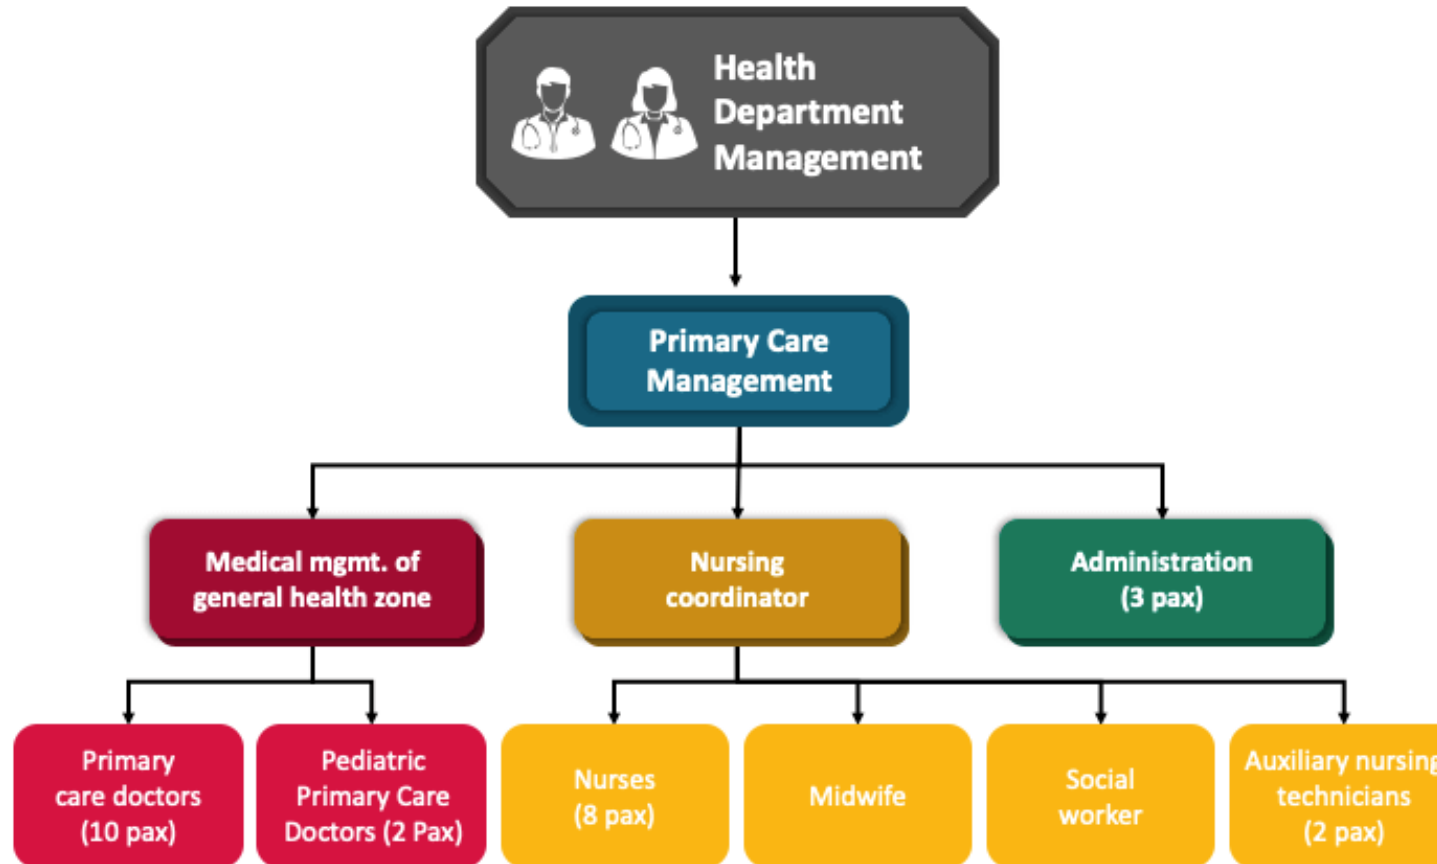 Health
Department
Management
Primary Care
Management
Medical mgmt. of
general health zone
Nursing
coordinator
Administration
(3 pax)
Primary
care doctors
(10 pax)
Pediatric
Primary Care
Doctors (2 Pax)
Nurses
(8 pax)
Midwife
Social
worker
Auxiliary nursing
technicians
(2 pax)